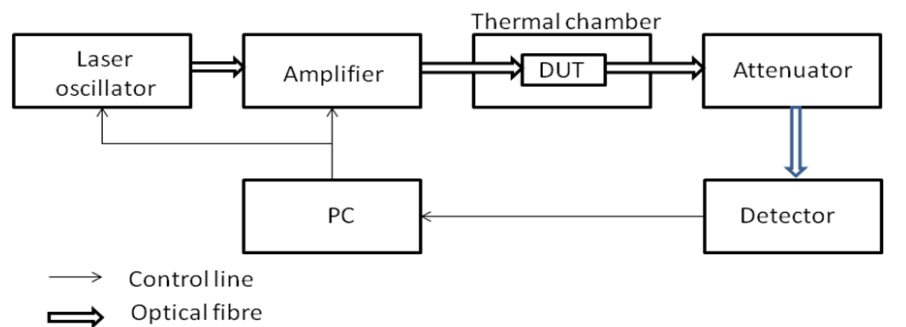 Thermal chamber
Laser
oscillator
Amplifier
DUT
Attenuator
PC
Detector
Control line
Optical fibre